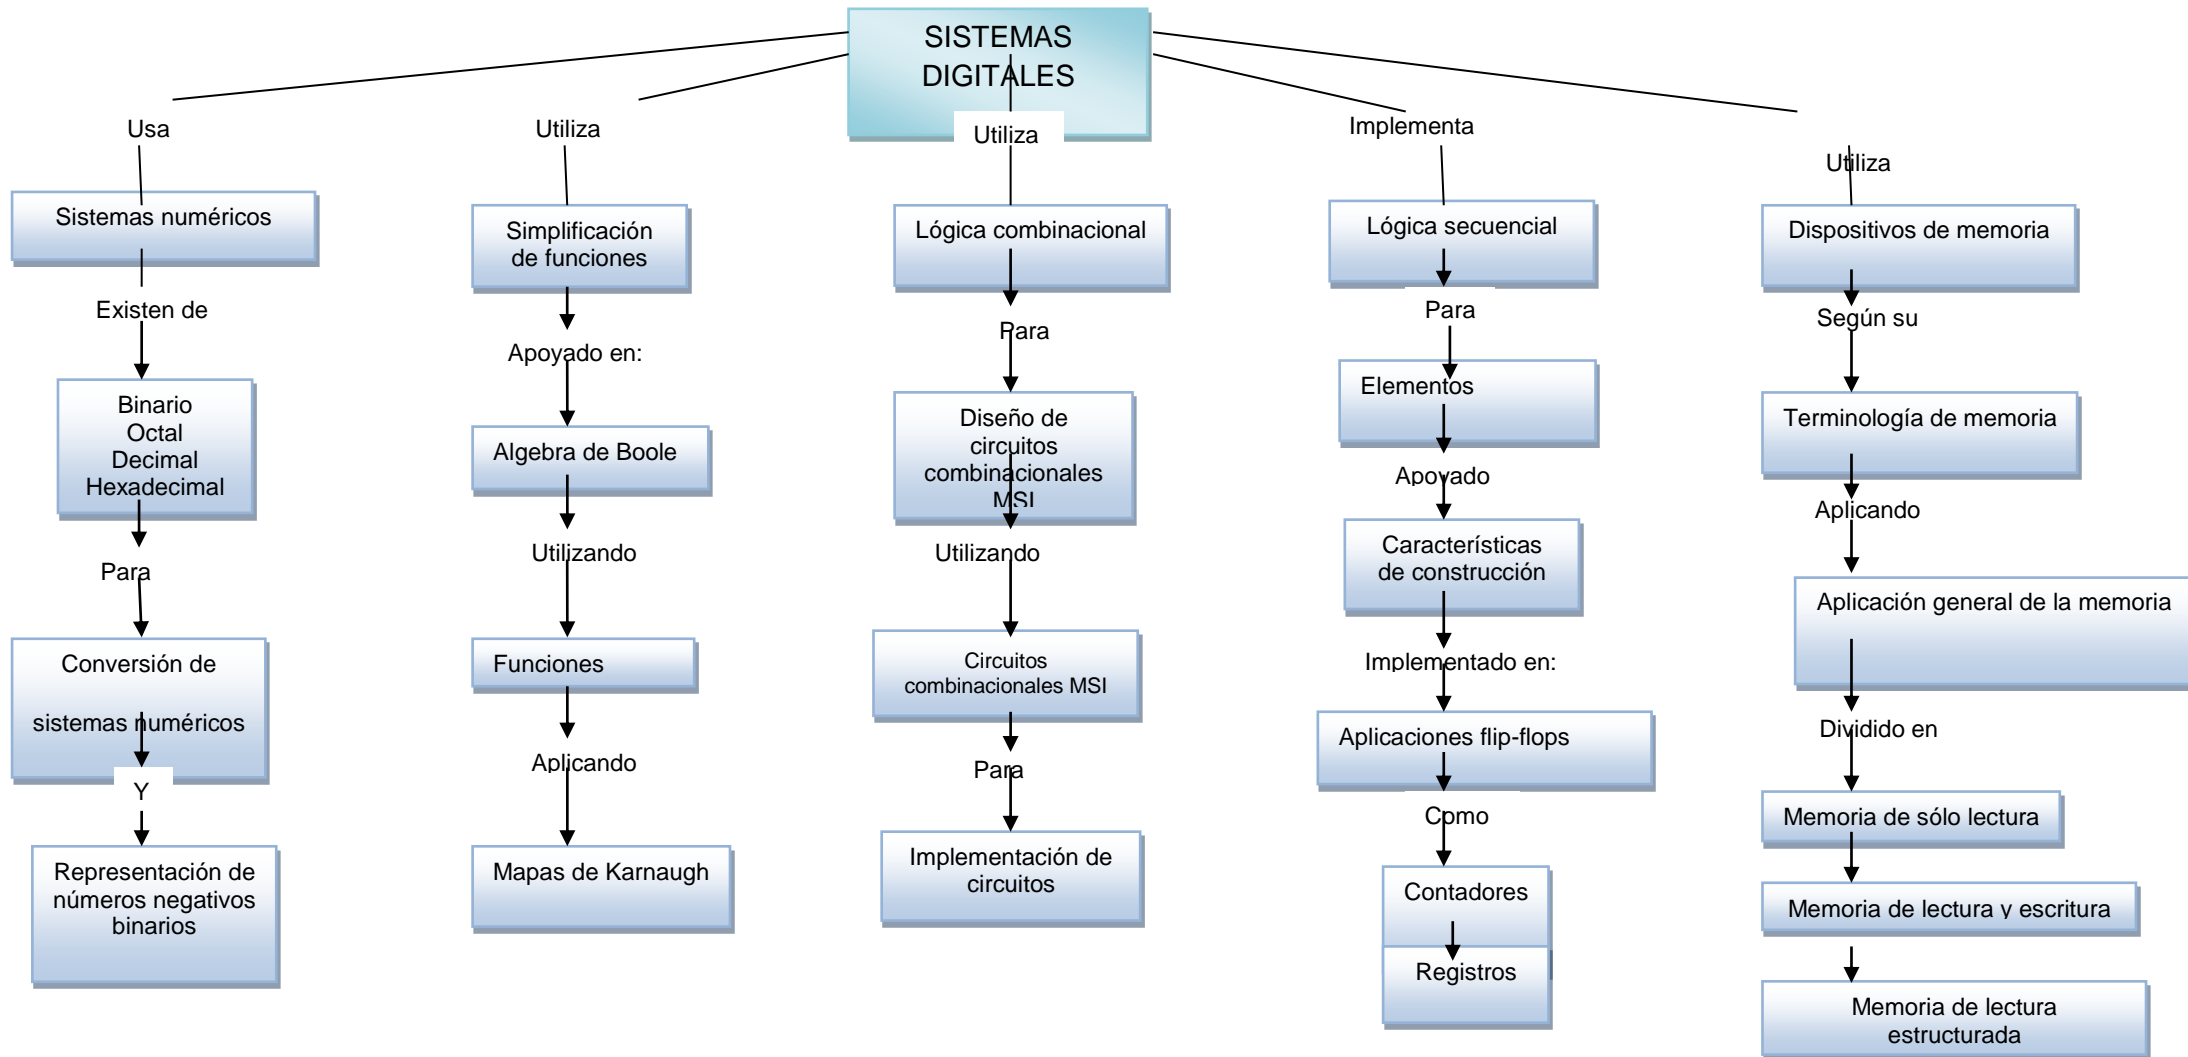 SISTEMAS
DIGITALES
Usa
Sistemas numéricos
Existen de
Binario
Octal
Decimal
Hexadecimal
Para
Conversión de
sistemas numéricos
Y
Representación de
números negativos
binarios
Utiliza
Simplificación
de funciones
Apoyado en:
Algebra de Boole
Utilizando
Funciones
Aplicando
Mapas de Karnaugh
Utiliza
Lógica combinacional
Para
Diseño de
circuitos
combinacionales
MSI
Utilizando
Circuitos
combinacionales MSI
Para
Implementación de
circuitos
Implementa
Lógica secuencial
Para
Elementos
Apoyado
Características
de construcción
Implementado en:
Aplicaciones flip-flops
Como
Contadores
Registros
Utiliza
Dispositivos de memoria
Según su
Terminología de memoria
Aplicando
Aplicación general de la memoria
Dividido en
Memoria de sólo lectura
Memoria de lectura y escritura
Memoria de lectura
estructurada